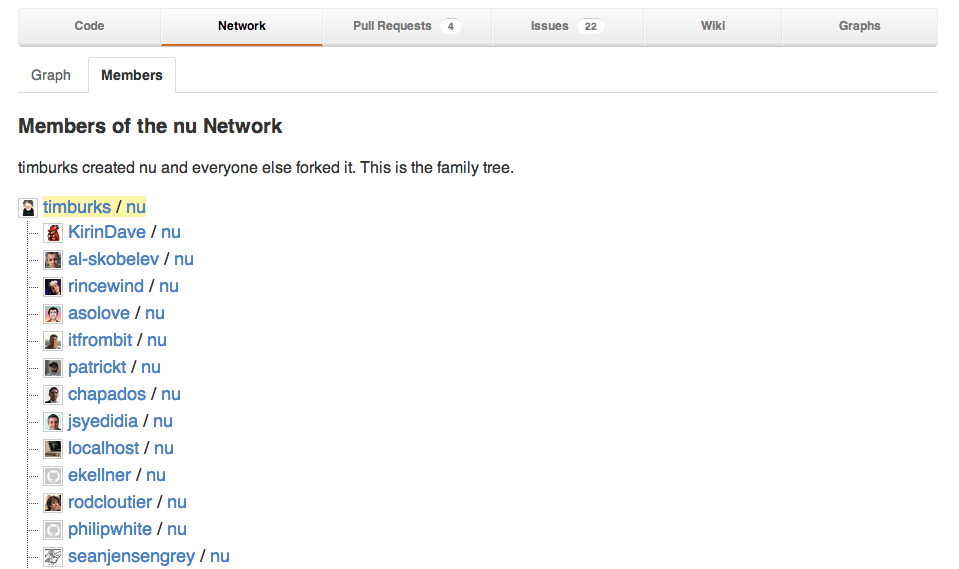 Code Network Pull Requests 4 Issues 22 Wiki Graphs
Graph Members
Members of the nu Network
timburks created nu and everyone else forked it. This is the family tree.
timburks / nu
KirinDave / nu
al-skobelev / nu
rincewind / nu
asolove / nu
itfrombit / nu
patrickt / nu
chapados / nu
jsyedidia / nu
localhost / nu
ekellner / nu
rodcloutier / nu
philipwhite / nu
seanjensengrey / nu